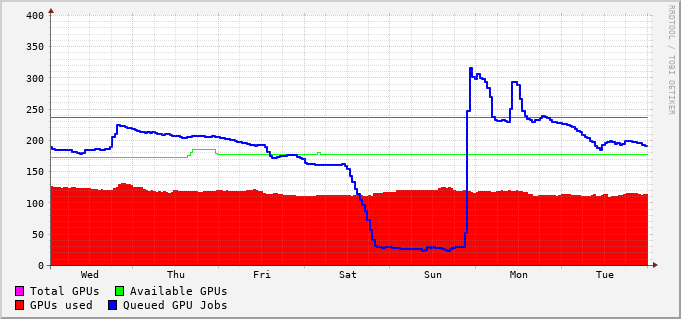 400
350
300
250
200
150
100
50
0
Wed Thu Fri Sat Sun Mon Tue
Total GPUs Available GPUs
GPUs used Queued GPU Jobs
RRDTOOL / TOBI OETIKER